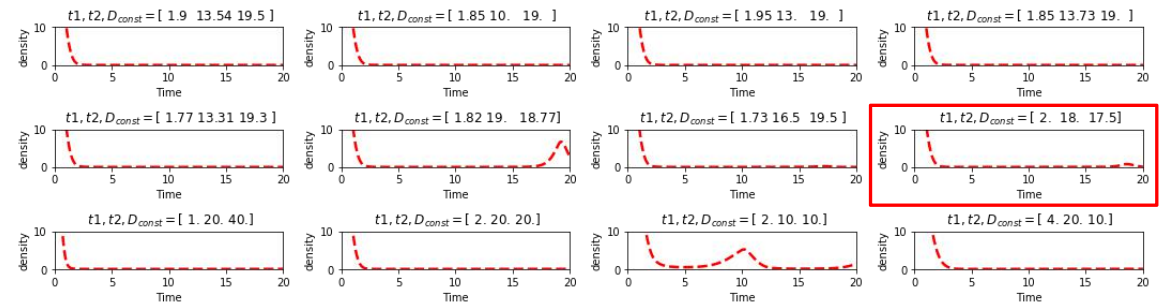 t1, t2, D_const = [ 1.9 13.54 19.5 ]
10
density
0
0 5 10 15 20
Time
t1, t2, D_const = [ 1.85 10. 19. ]
10
density
0
0 5 10 15 20
Time
t1, t2, D_const = [ 1.95 13. 19. ]
10
density
0
0 5 10 15 20
Time
t1, t2, D_const = [ 1.85 13.73 19. ]
10
density
0
0 5 10 15 20
Time
t1, t2, D_const = [ 1.77 13.31 19.3 ]
10
density
0
0 5 10 15 20
Time
t1, t2, D_const = [ 1.82 19. 18.77]
10
density
0
0 5 10 15 20
Time
t1, t2, D_const = [ 1.73 16.5 19.5 ]
10
density
0
0 5 10 15 20
Time
t1, t2, D_const = [ 2. 18. 17.5]
10
density
0
0 5 10 15 20
Time
t1, t2, D_const = [ 1. 20. 40.]
10
density
0
0 5 10 15 20
Time
t1, t2, D_const = [ 2. 20. 20.]
10
density
0
0 5 10 15 20
Time
t1, t2, D_const = [ 2. 10. 10.]
10
density
0
0 5 10 15 20
Time
t1, t2, D_const = [ 4. 20. 10.]
10
density
0
0 5 10 15 20
Time